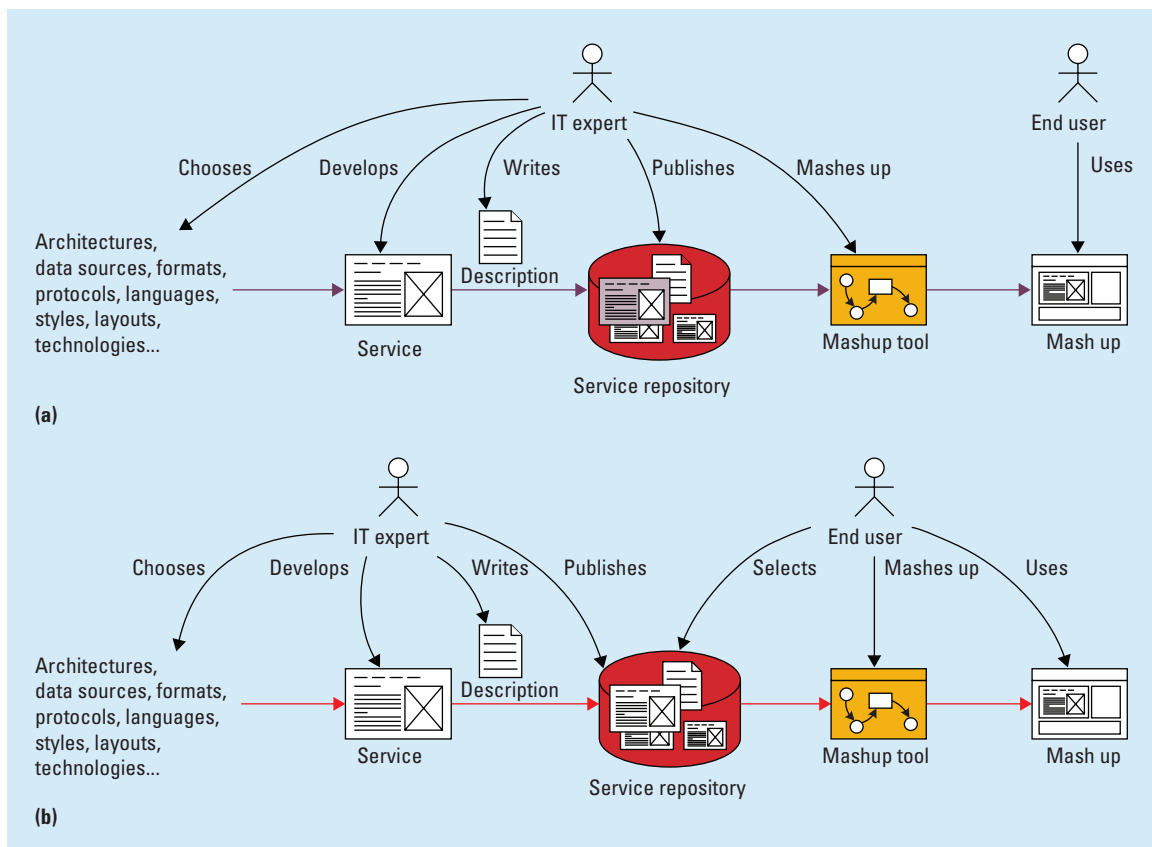 IT expert
End user
Chooses
Develops
Writes
Publishes
Mashes up
Uses
Architectures,
data sources, formats,
protocols, languages,
styles, layouts,
technologies...
Description
Service
Service repository
Mashup tool
Mash up
(a)
IT expert
End user
Chooses
Develops
Writes
Publishes
Selects
Mashes up
Uses
Architectures,
data sources, formats,
protocols, languages,
styles, layouts,
technologies...
Description
Service
Service repository
Mashup tool
Mash up
(b)